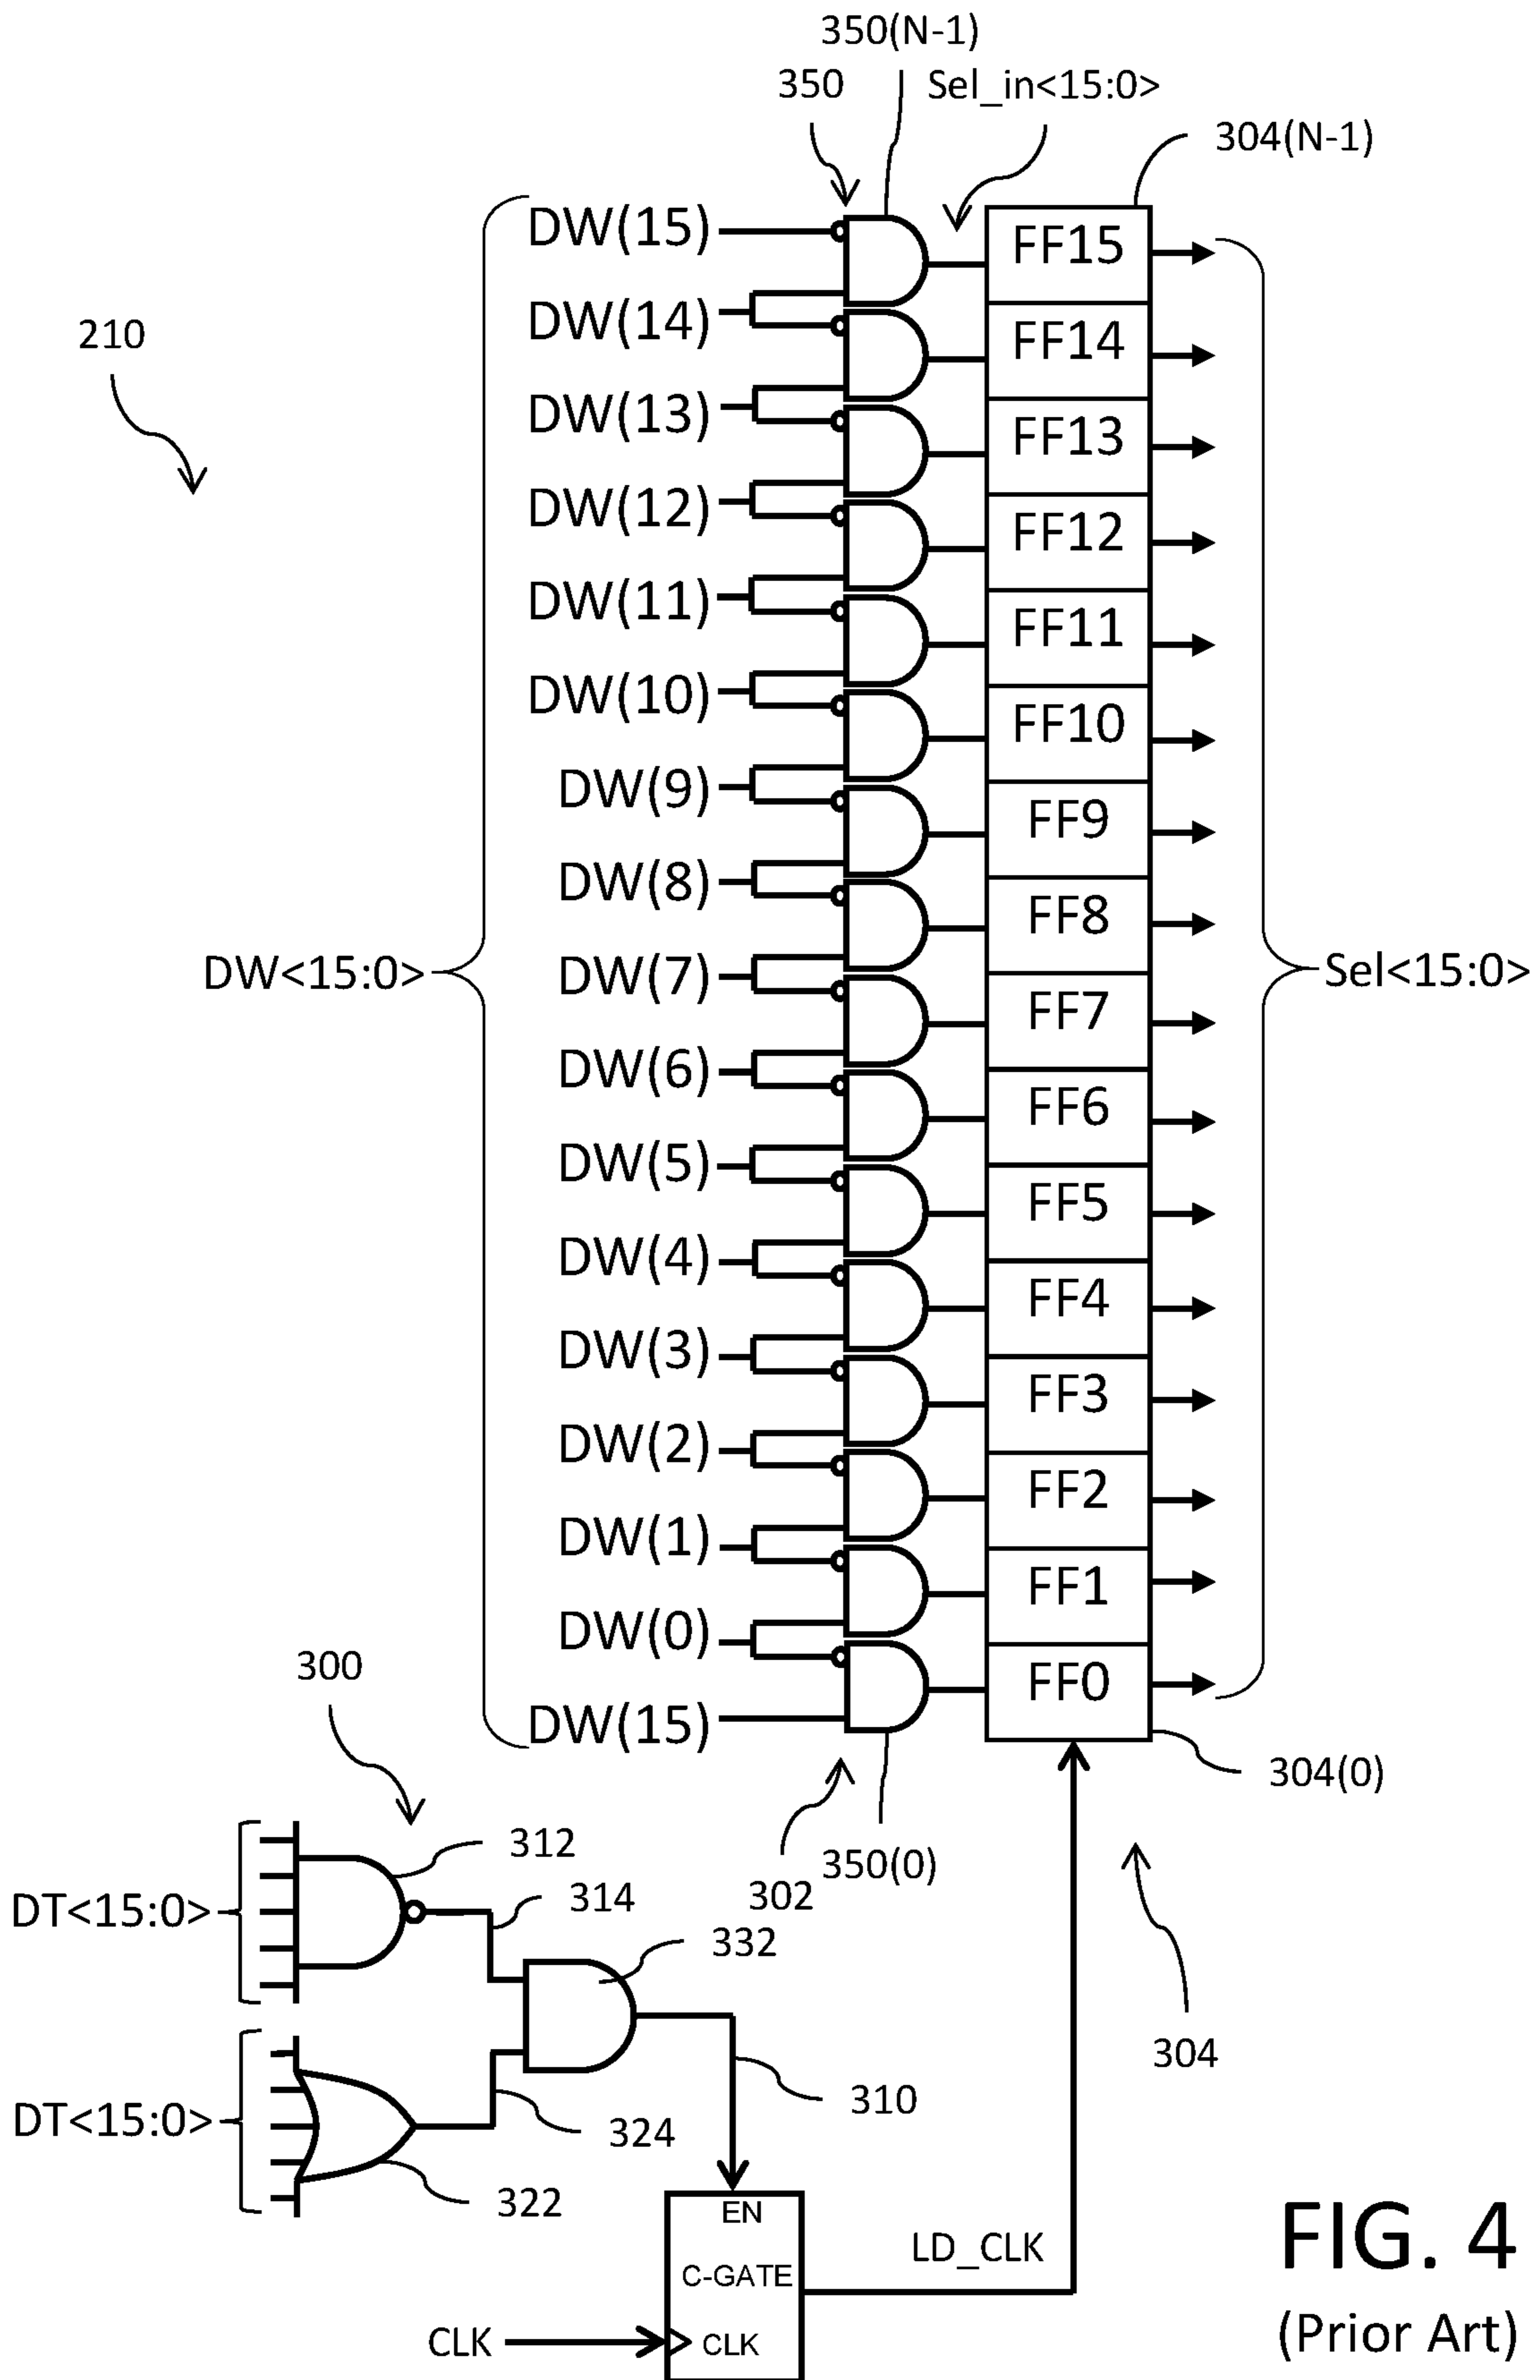 350(N-1)
350
Sel_in<15:0>
304(N-1)
DW(15)
FF15
210
DW(14)
FF14
DW(13)
FF13
DW(12)
FF12
DW(11)
FF11
DW(10)
FF10
DW(9)
FF9
DW(8)
FF8
DW<15:0>
DW(7)
FF7
Sel<15:0>
DW(6)
FF6
DW(5)
FF5
DW(4)
FF4
DW(3)
FF3
DW(2)
FF2
DW(1)
FF1
DW(0)
FF0
300
DW(15)
304(0)
312
350(0)
302
314
DT<15:0>
332
304
310
DT<15:0>
324
322
EN
LD_CLK
C-GATE
CLK
CLK
FIG. 4
(Prior Art)